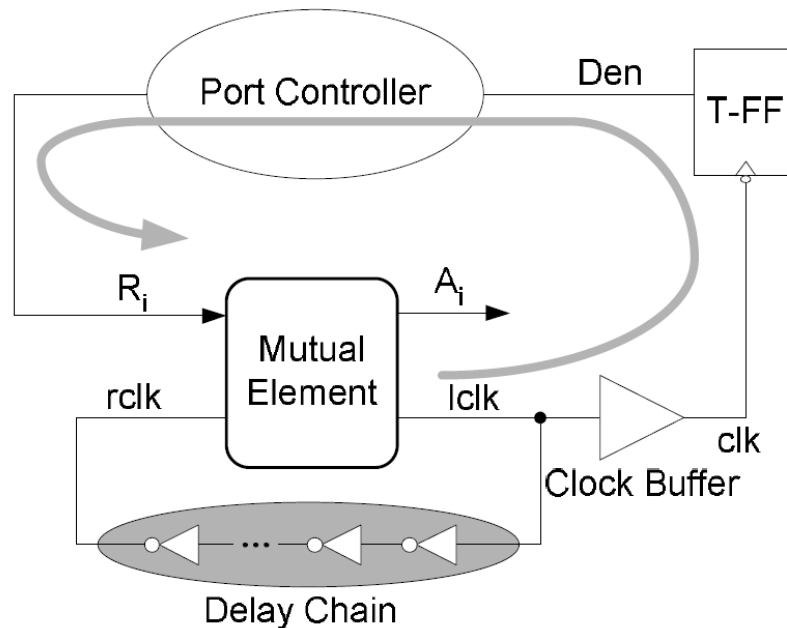 Port Controller
Den
T-FF
Ri
Ai
Mutual
Element
rclk
lclk
clk
Clock Buffer
...
Delay Chain